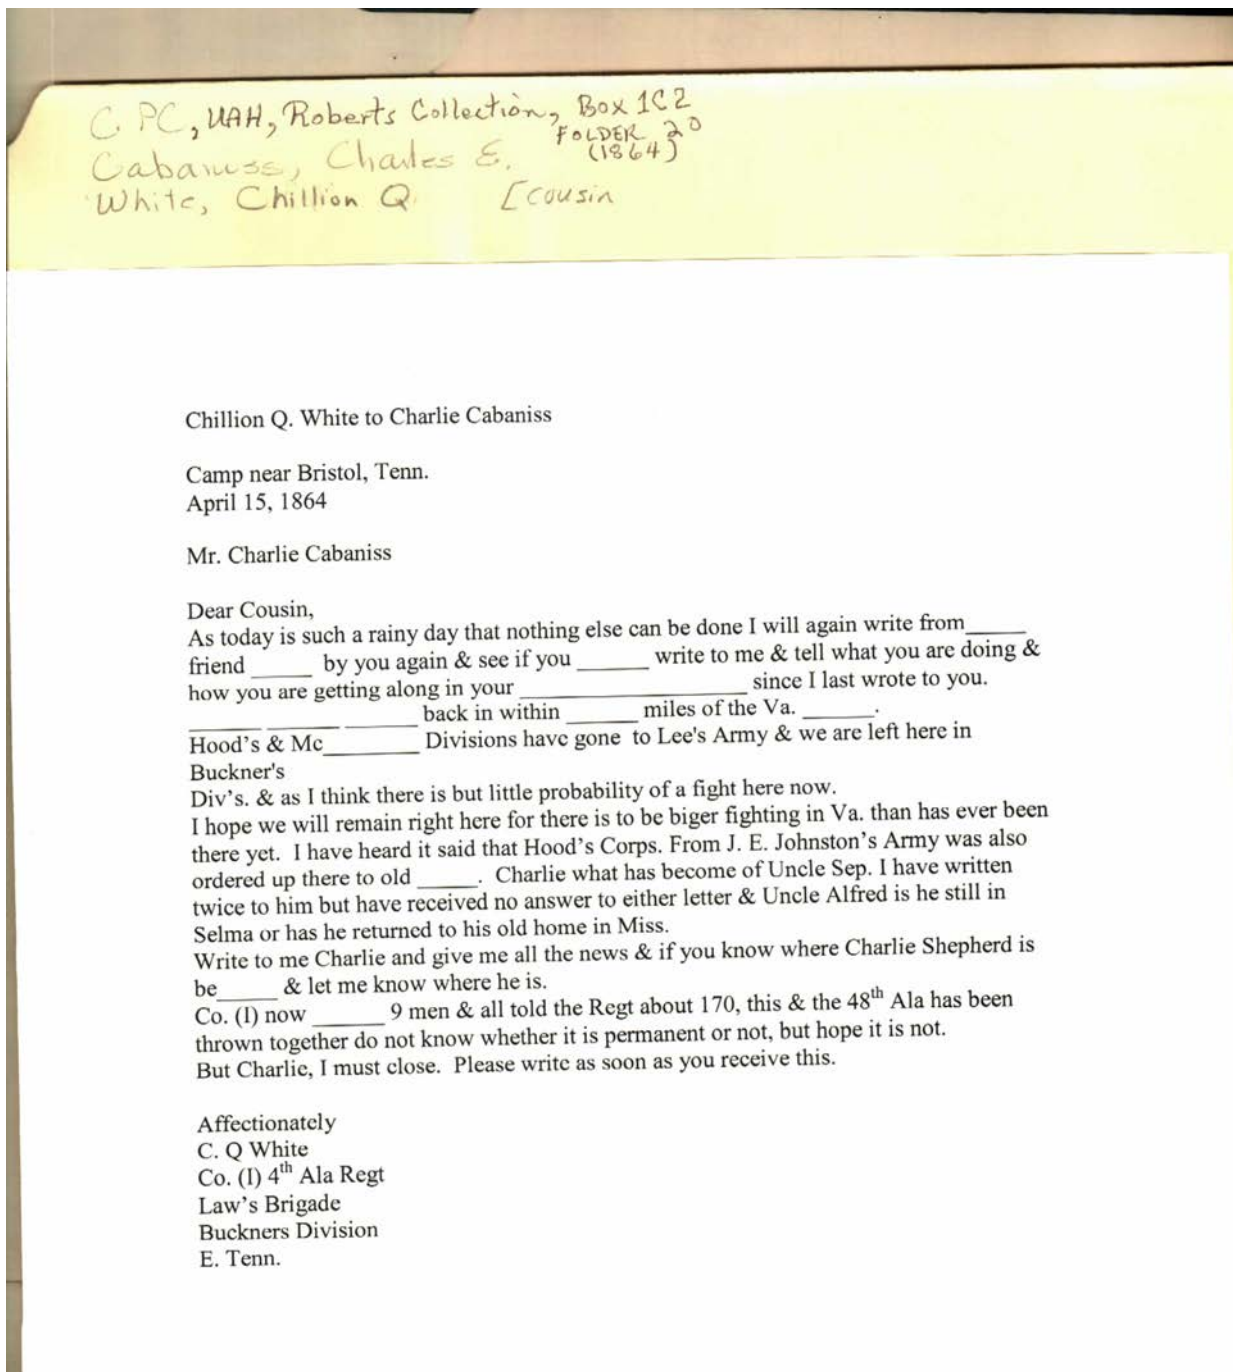 C. PC, UAH, Roberts Collection, Box 1C2
FOLDER 20
(1864)
Cabaniss, Charles E.
White, Chillion Q. [cousin
Chillion Q. White to Charlie Cabaniss
Camp near Bristol, Tenn.
April 15, 1864
Mr. Charlie Cabaniss
Dear Cousin,
As today is such a rainy day that nothing else can be done I will again write from_____
friend _____ by you again & see if you ______ write to me & tell what you are doing &
how you are getting along in your ___________________ since I last wrote to you.
______ ______ ______ back in within ______ miles of the Va. ______.
Hood's & Mc________ Divisions have gone to Lee's Army & we are left here in
Buckner's
Div's. & as I think there is but little probability of a fight here now.
I hope we will remain right here for there is to be biger fighting in Va. than has ever been
there yet. I have heard it said that Hood's Corps. From J. E. Johnston's Army was also
ordered up there to old _____. Charlie what has become of Uncle Sep. I have written
twice to him but have received no answer to either letter & Uncle Alfred is he still in
Selma or has he returned to his old home in Miss.
Write to me Charlie and give me all the news & if you know where Charlie Shepherd is
be_____ & let me know where he is.
Co. (I) now ______ 9 men & all told the Regt about 170, this & the 48th Ala has been
thrown together do not know whether it is permanent or not, but hope it is not.
But Charlie, I must close. Please write as soon as you receive this.
Affectionately
C. Q White
Co. (I) 4th Ala Regt
Law's Brigade
Buckners Division
E. Tenn.